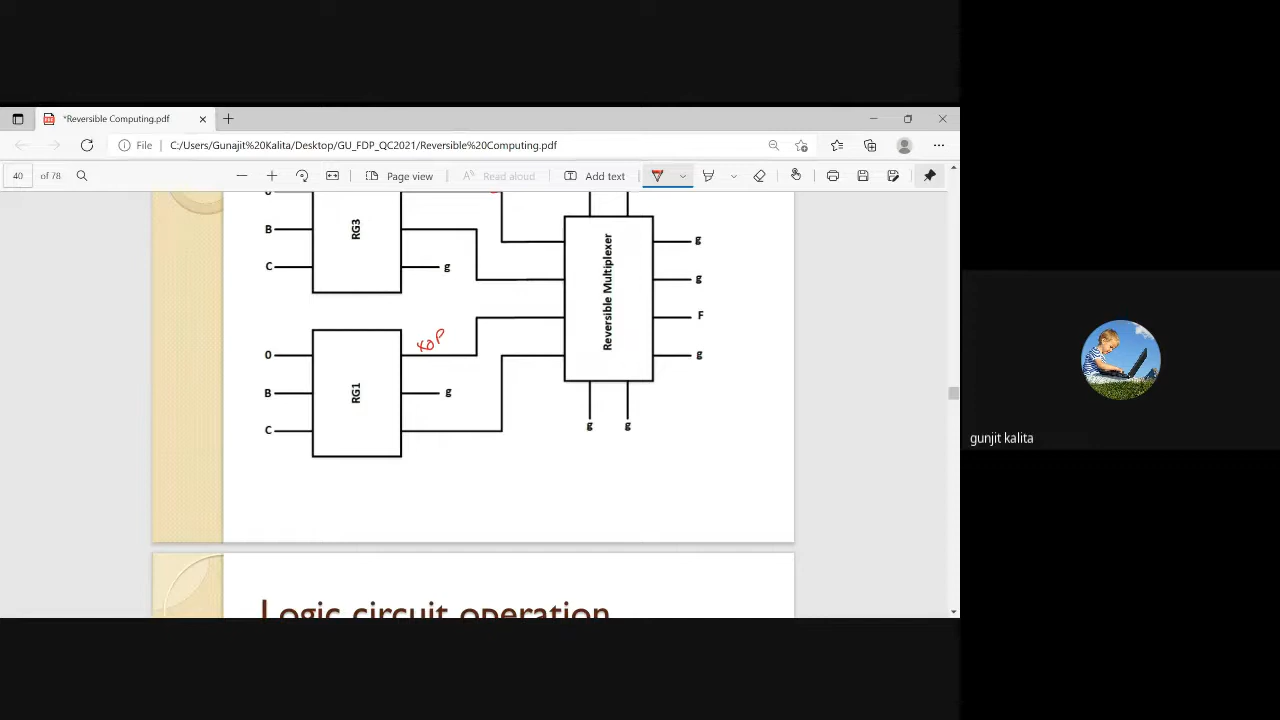 *Reversible Computing.pdf
File
C:/Users/Gunajit%20Kalita/Desktop/GU_FDP_QC2021/Reversible%20Computing.pdf
40 of 78
Page view
Read aloud
Add text
B
C
RG3
g
0
B
C
RG1
g
Reversible Multiplexer
g
g
F
g
g g
Logic circuit operation
gunjit kalita